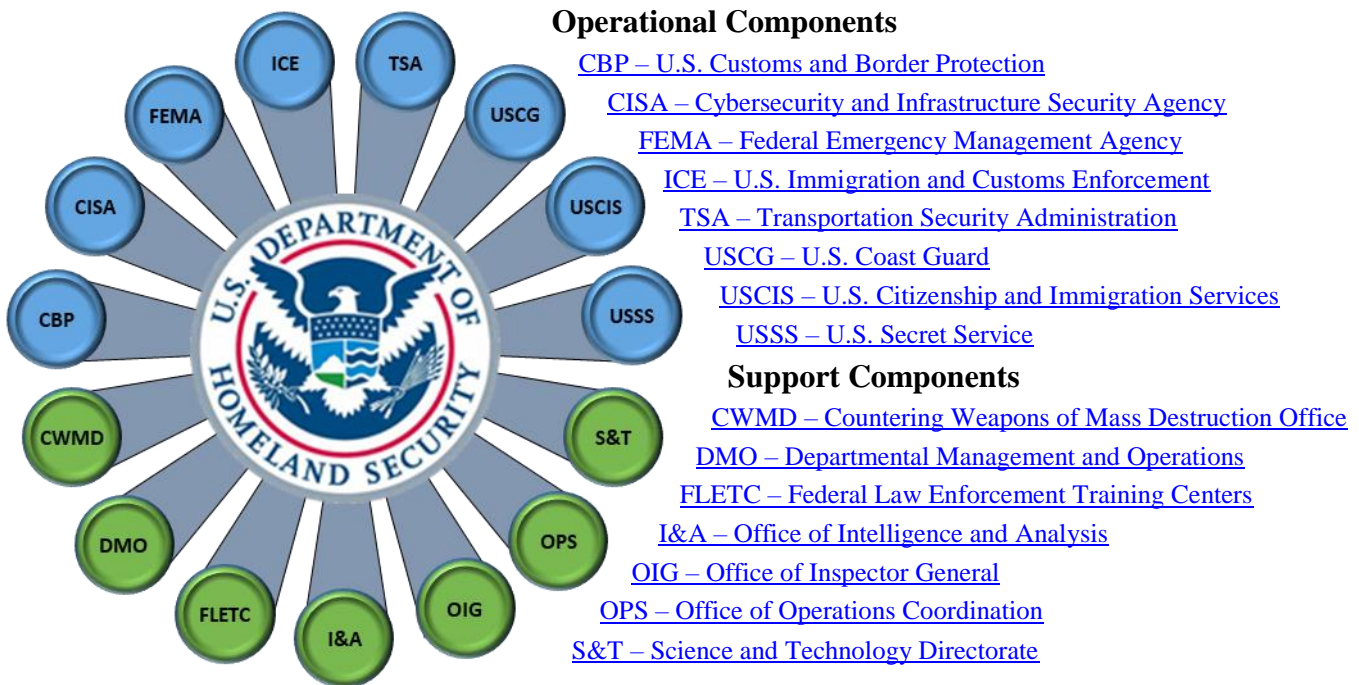 Operational Components
CBP – U.S. Customs and Border Protection
CISA – Cybersecurity and Infrastructure Security Agency
FEMA – Federal Emergency Management Agency
ICE – U.S. Immigration and Customs Enforcement
TSA – Transportation Security Administration
USCG – U.S. Coast Guard
USCIS – U.S. Citizenship and Immigration Services
USSS – U.S. Secret Service
Support Components
CWMD – Countering Weapons of Mass Destruction Office
DMO – Departmental Management and Operations
FLETC – Federal Law Enforcement Training Centers
I&A – Office of Intelligence and Analysis
OIG – Office of Inspector General
OPS – Office of Operations Coordination
S&T – Science and Technology Directorate
CBP
CISA
FEMA
ICE
TSA
USCG
USCIS
USSS
CWMD
DMO
FLETC
I&A
OIG
OPS
S&T
U.S. DEPARTMENT OF
HOMELAND SECURITY